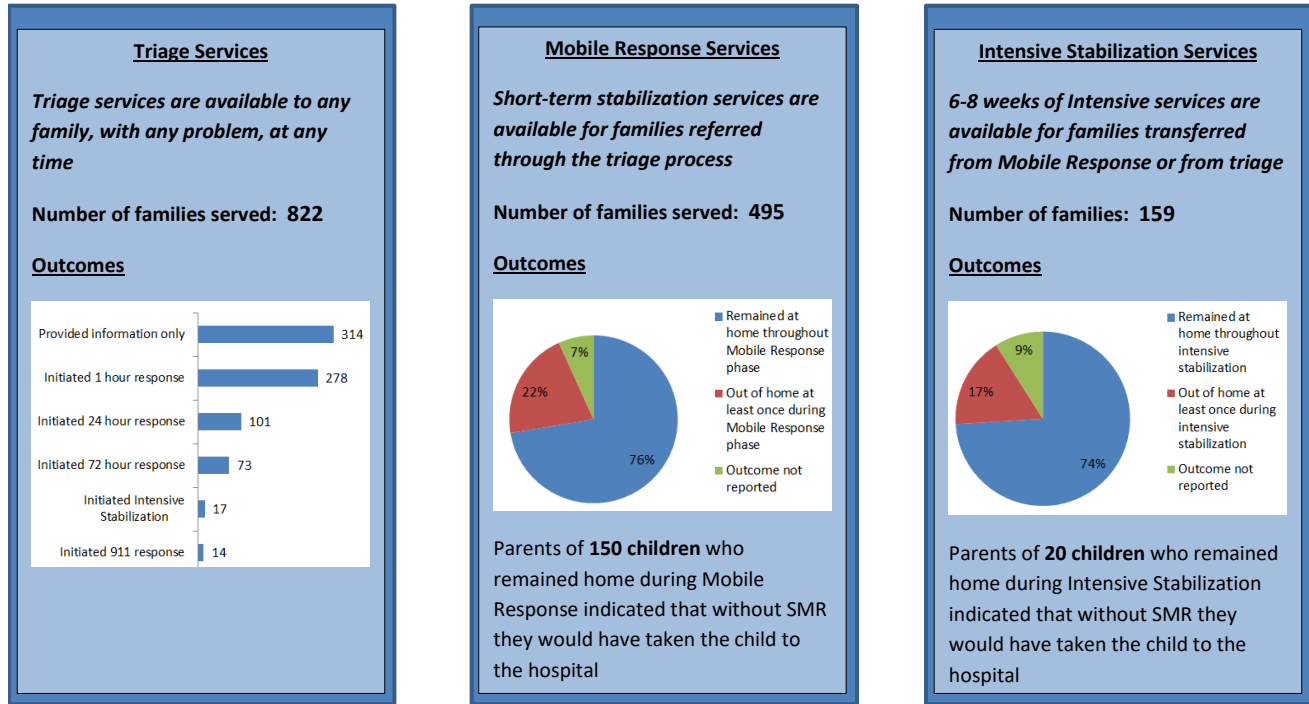 Triage Services
Triage services are available to any
family, with any problem, at any
time
Number of families served: 822
Outcomes
Provided information only 314
Initiated 1 hour response 278
Initiated 24 hour response 101
Initiated 72 hour response 73
Initiated Intensive
Stabilization 17
Initiated 911 response 14
Mobile Response Services
Short-term stabilization services are
available for families referred
through the triage process
Number of families served: 495
Outcomes
7%
22%
76%
Remained at
home throughout
Mobile Response
phase
Out of home at
least once during
Mobile Response
phase
Outcome not
reported
Parents of 150 children who
remained home during Mobile
Response indicated that without SMR
they would have taken the child to
the hospital
Intensive Stabilization Services
6-8 weeks of Intensive services are
available for families transferred
from Mobile Response or from triage
Number of families: 159
Outcomes
9%
17%
74%
Remained at
home throughout
intensive
stabilization
Out of home at
least once during
intensive
stabilization
Outcome not
reported
Parents of 20 children who remained
home during Intensive Stabilization
indicated that without SMR they
would have taken the child to the
hospital